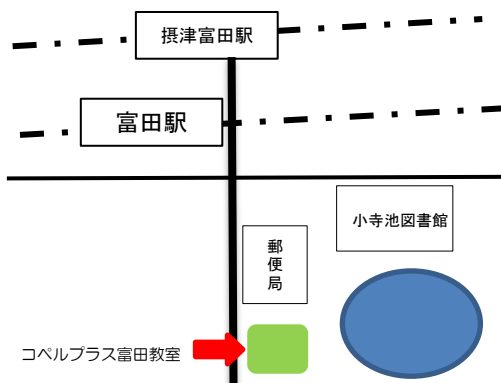 摂津富田駅
富田駅
小寺池図書館
郵便局
コペルプラス富田教室